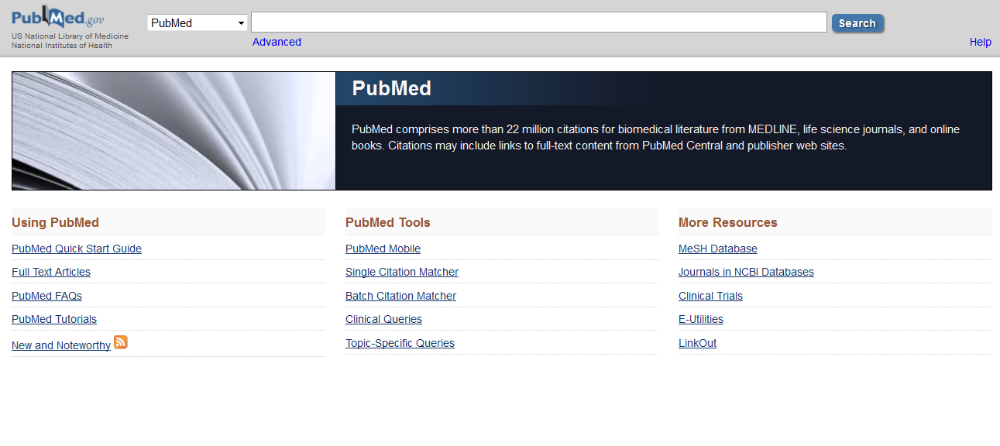 PubMed.gov
US National Library of Medicine
National Institutes of Health
PubMed
Search
Advanced
Help
PubMed
PubMed comprises more than 22 million citations for biomedical literature from MEDLINE, life science journals, and online
books. Citations may include links to full-text content from PubMed Central and publisher web sites.
Using PubMed
PubMed Quick Start Guide
Full Text Articles
PubMed FAQs
PubMed Tutorials
New and Noteworthy
PubMed Tools
PubMed Mobile
Single Citation Matcher
Batch Citation Matcher
Clinical Queries
Topic-Specific Queries
More Resources
MeSH Database
Journals in NCBI Databases
Clinical Trials
E-Utilities
LinkOut